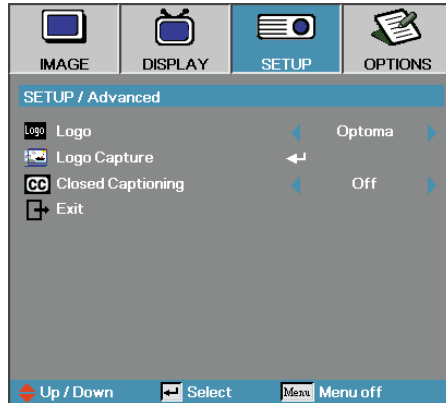 IMAGE DISPLAY SETUP OPTIONS
SETUP / Advanced
Logo Logo Optoma
Logo Capture
CC Closed Captioning Off
Exit
Up / Down Select Menu Menu off